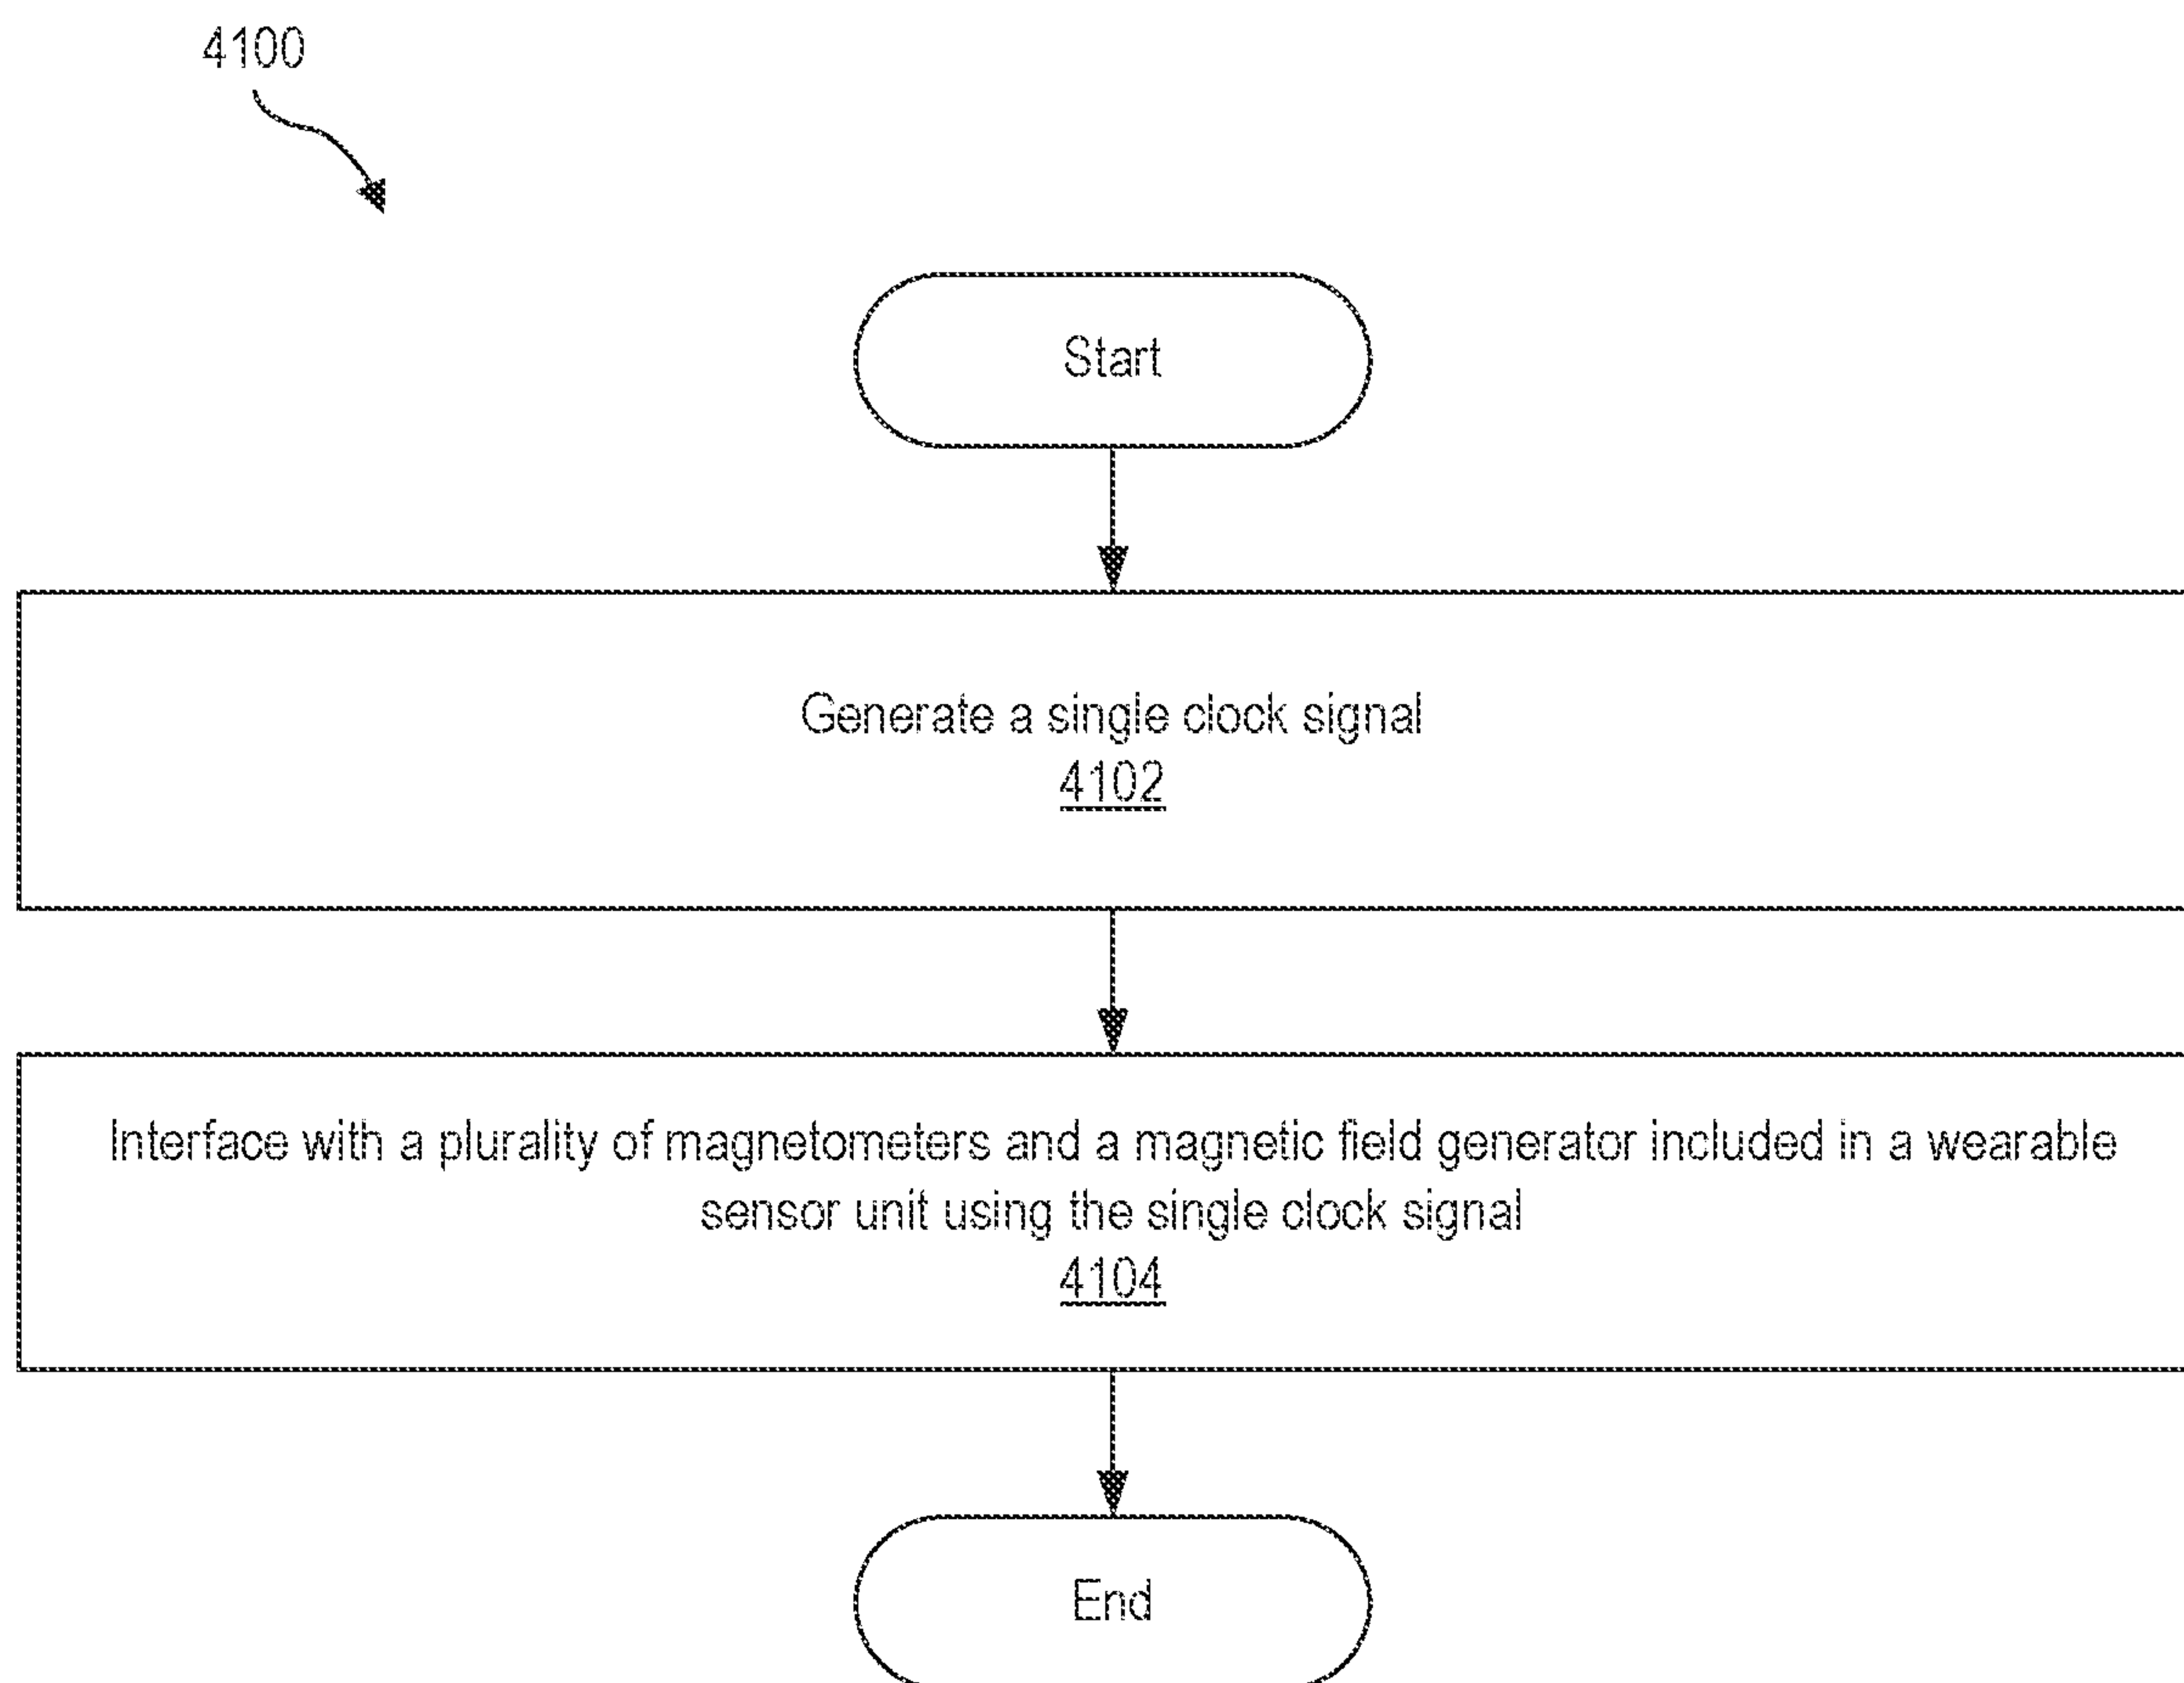 4100
Start
Generate a single clock signal
4102
Interface with a plurality of magnetometers and a magnetic field generator included in a wearable
sensor unit using the single clock signal
4104
End